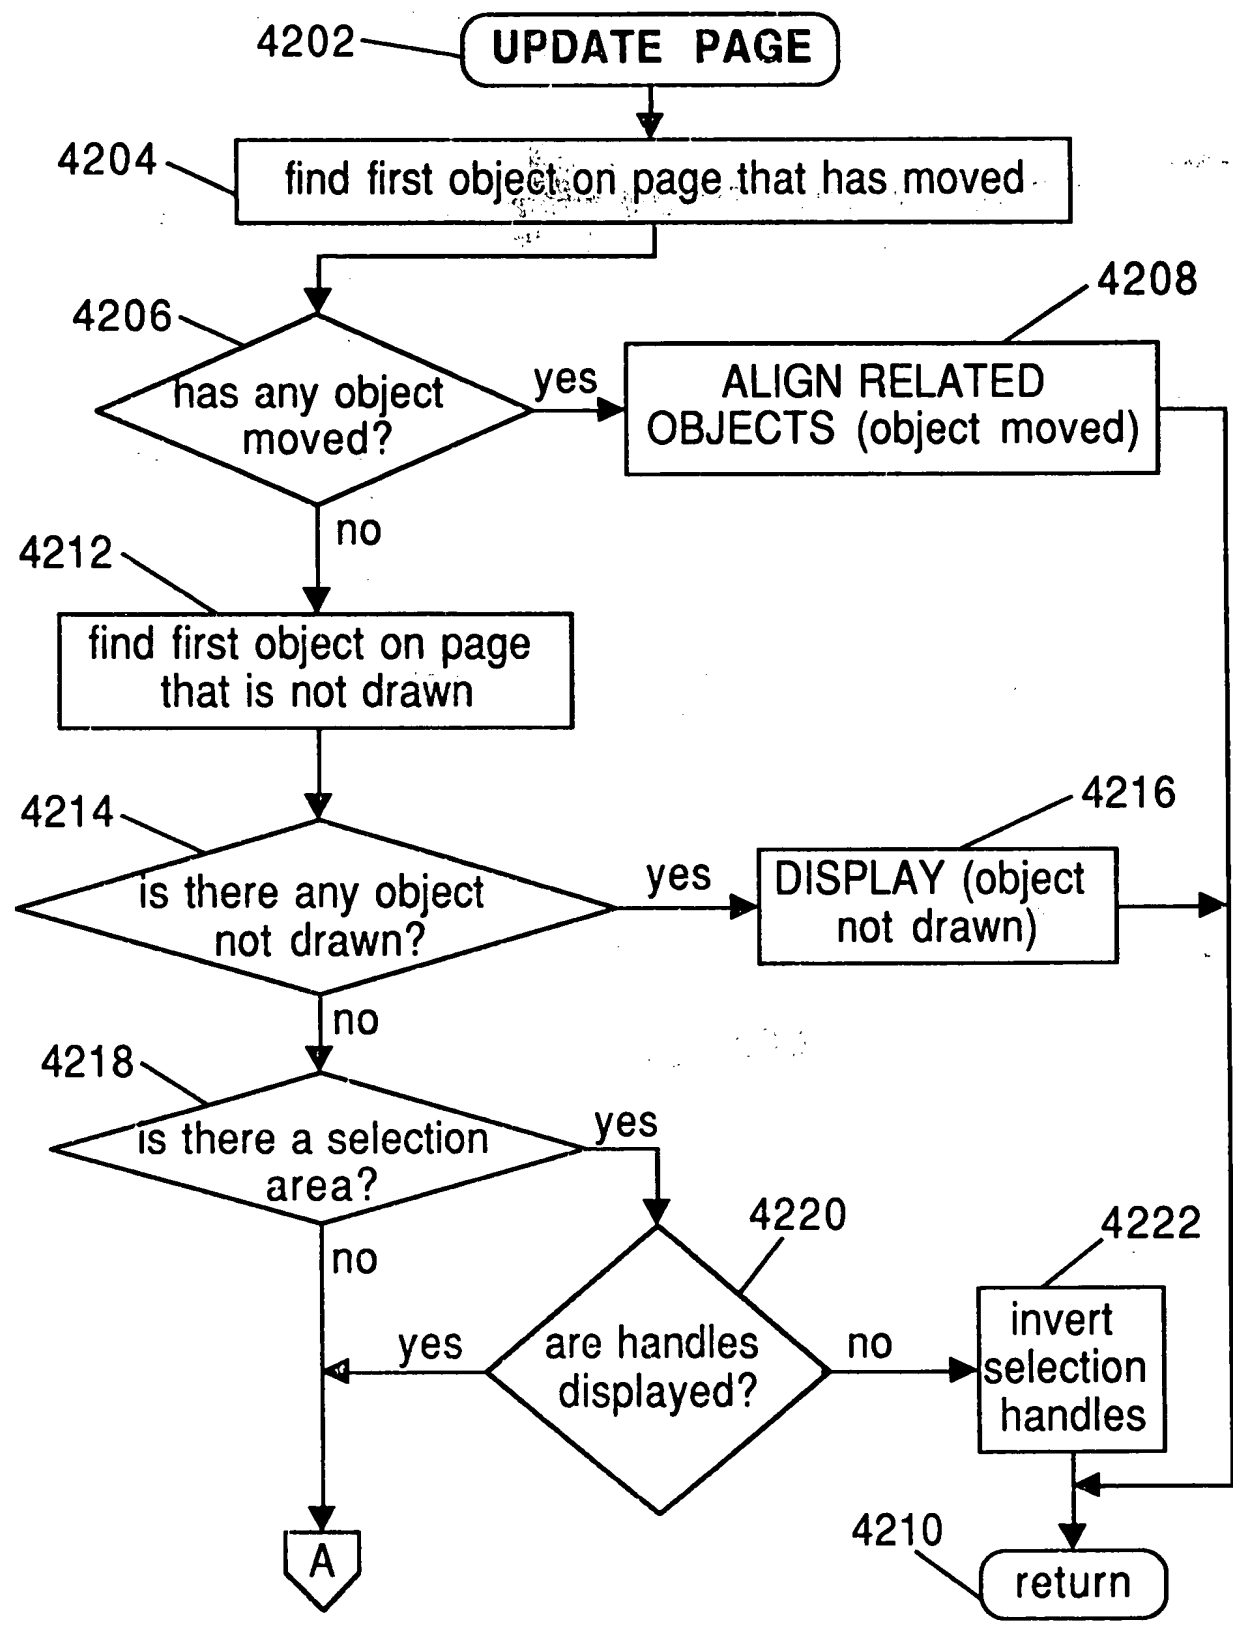 4202
UPDATE PAGE
4204
find first object on page that has moved
4206
has any object
moved?
yes
4208
ALIGN RELATED
OBJECTS (object moved)
no
4212
find first object on page
that is not drawn
4214
is there any object
not drawn?
yes
4216
DISPLAY (object
not drawn)
no
4218
is there a selection
area?
yes
no
4220
are handles
displayed?
yes
no
4222
invert
selection
handles
A
4210
return